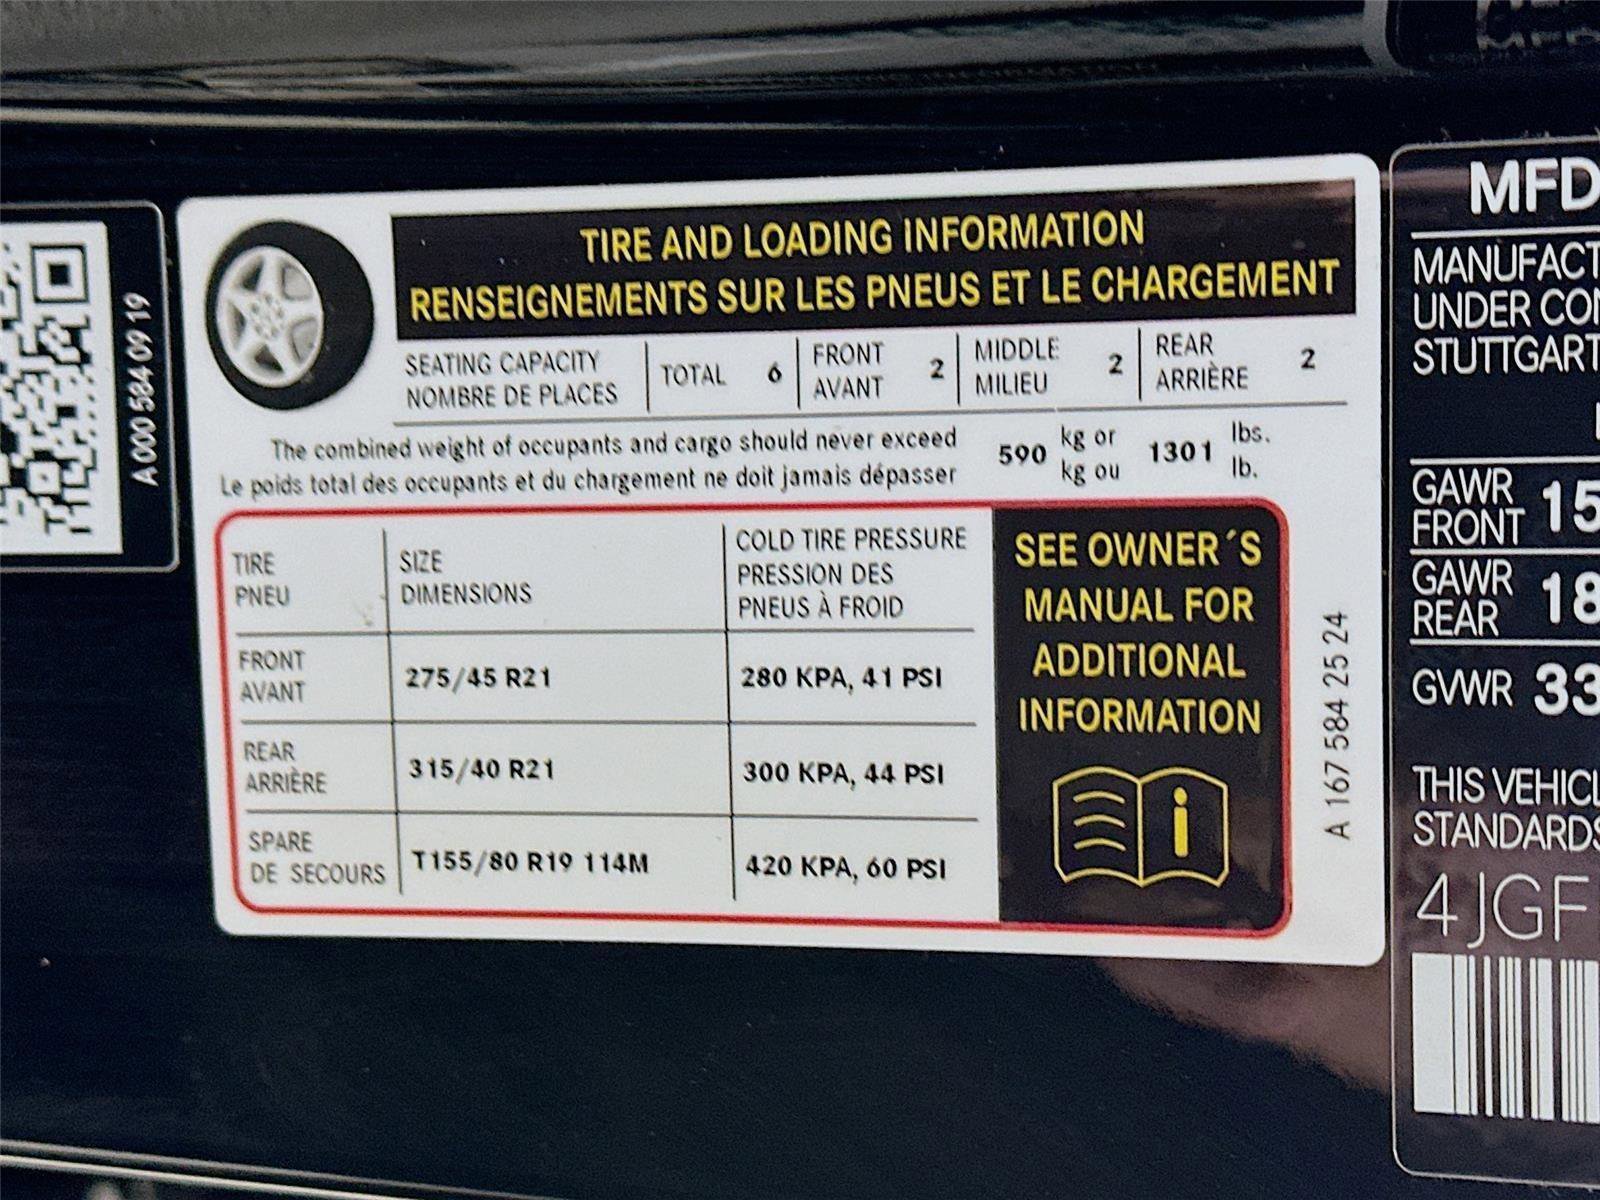 A 000 584 09 19
TIRE AND LOADING INFORMATION
RENSEIGNEMENTS SUR LES PNEUS ET LE CHARGEMENT
SEATING CAPACITY
NOMBRE DE PLACES
TOTAL 6
FRONT
AVANT
2
MIDDLE
MILIEU
2
REAR
ARRIÈRE
2
The combined weight of occupants and cargo should never exceed 590 kg or 1301 lbs.
Le poids total des occupants et du chargement ne doit jamais dépasser kg ou lb.
TIRE
PNEU
SIZE
DIMENSIONS
COLD TIRE PRESSURE
PRESSION DES
PNEUS À FROID
FRONT
AVANT
275/45 R21
280 KPA, 41 PSI
REAR
ARRIÈRE
315/40 R21
300 KPA, 44 PSI
SPARE
DE SECOURS
T155/80 R19 114M
420 KPA, 60 PSI
SEE OWNER´S
MANUAL FOR
ADDITIONAL
INFORMATION
i
A 167 584 25 24
MFD
MANUFACT
UNDER CON
STUTTGART
GAWR
FRONT
15
GAWR
REAR
18
GVWR 33
THIS VEHICL
STANDARDS
4JGF